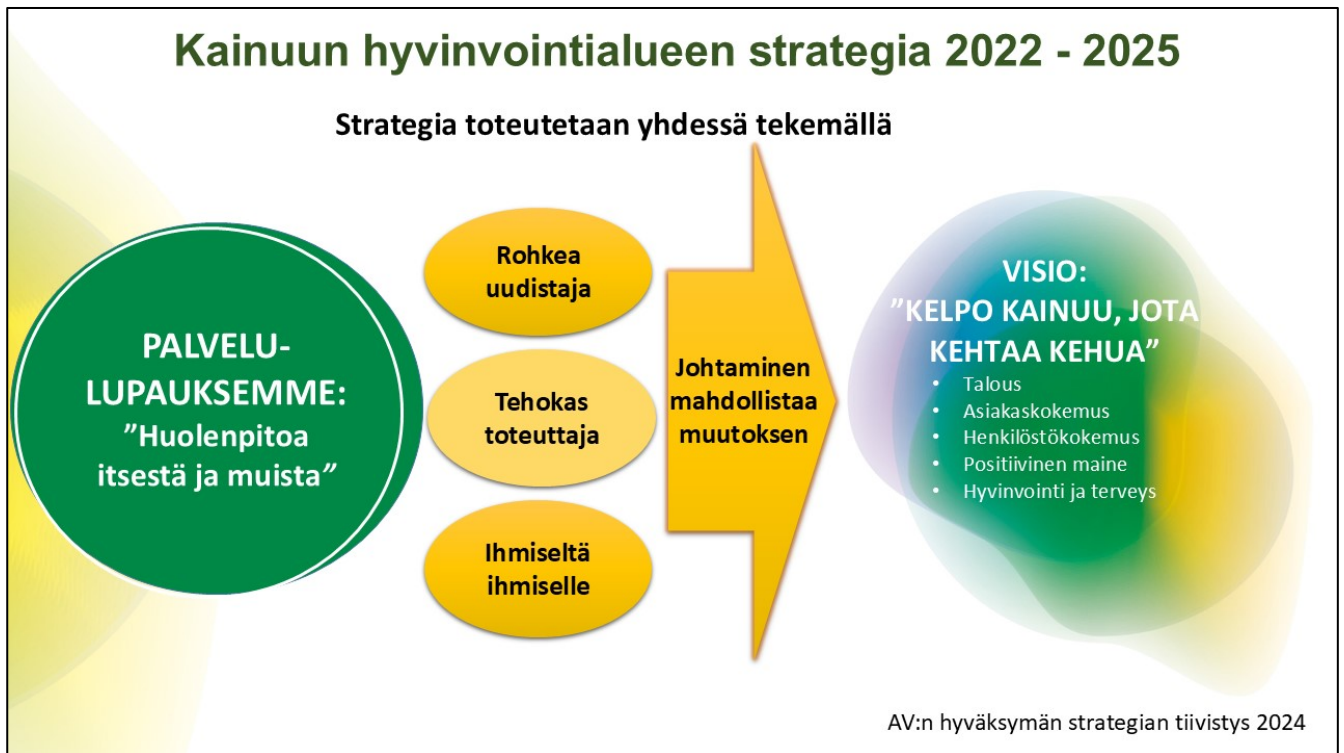 Kainuun hyvinvointialueen strategia 2022 - 2025
Strategia toteutetaan yhdessä tekemällä
PALVELU-
LUPAUKSEMME:
”Huolenpitoa
itsestä ja muista”
Rohkea
uudistaja
Tehokas
toteuttaja
Ihmiseltä
ihmiselle
Johtaminen
mahdollistaa
muutoksen
VISIO:
”KELPO KAINUU, JOTA
KEHTAA KEHUA”
• Talous
• Asiakaskokemus
• Henkilöstökokemus
• Positiivinen maine
• Hyvinvointi ja terveys
AV:n hyväksymän strategian tiivistys 2024